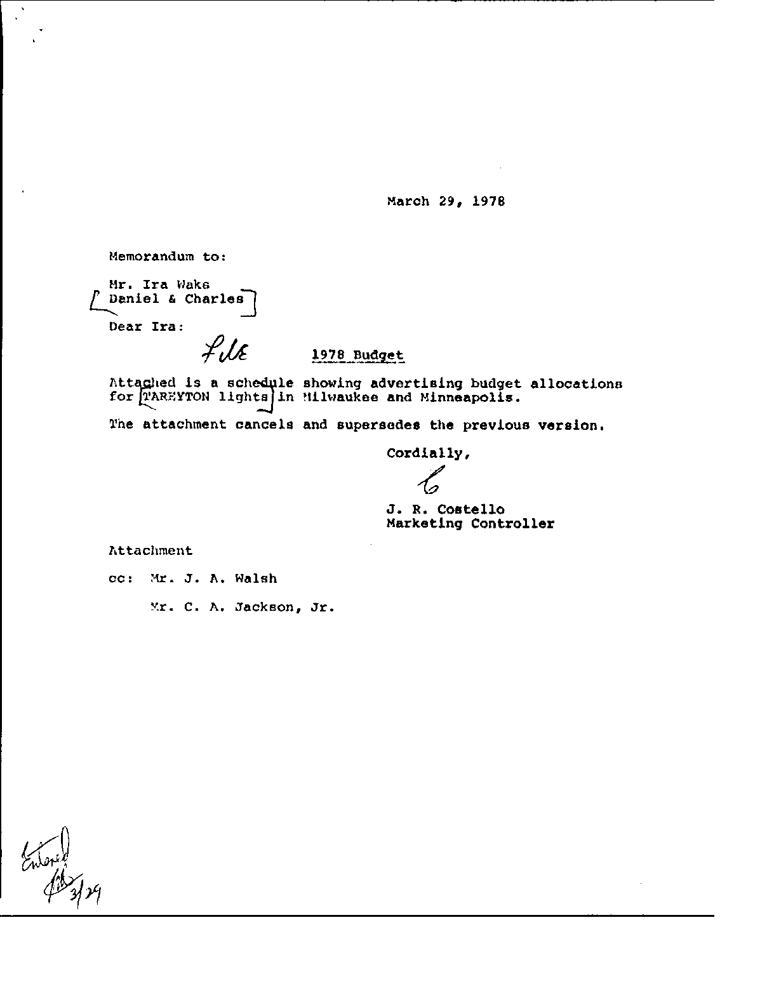 March 29, 1978
Memorandum to:
Mr. Ira Waks
Daniel & Charles
Dear Ira:
File
1978 Budget
Attached is a schedule showing advertising budget allocations
for TAREYTON lights in Milwaukee and Minneapolis.
The attachment cancels and supersedes the previous version.
Cordially,
J. R. Costello
Marketing Controller
Attachment
cc: Mr. J. A. Walsh
Mr. C. A. Jackson, Jr.
Entered
3/29